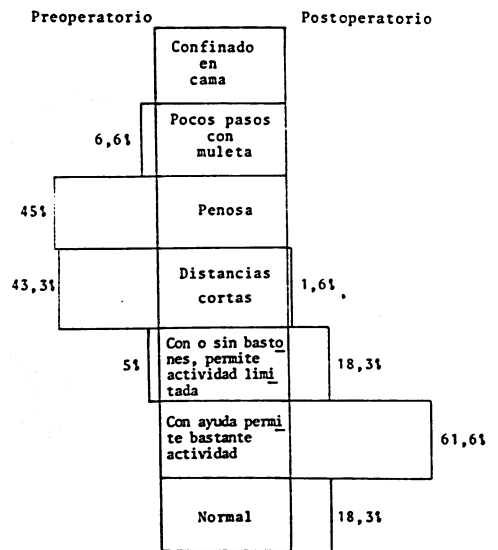 Preoperatorio
Postoperatorio
Confinado
en
cama
Pocos pasos
con
muleta
6,6%
Penosa
45%
Distancias
cortas
43,3%
1,6%
Con o sin basto
nes, permite
actividad limi
tada
5%
18,3%
Con ayuda permi
te bastante
actividad
61,6%
Normal
18,3%